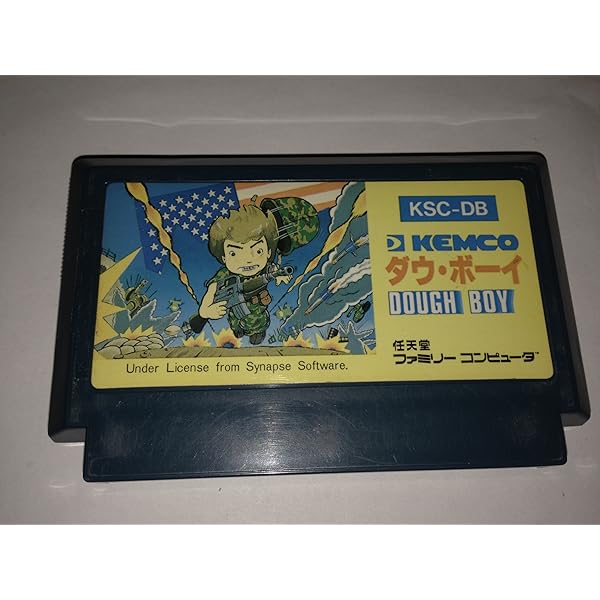 KSC-DB
KEMCO
ダウ・ボーイ
DOUGH BOY
任天堂
ファミリー コンピュータ
Under License from Synapse Software.